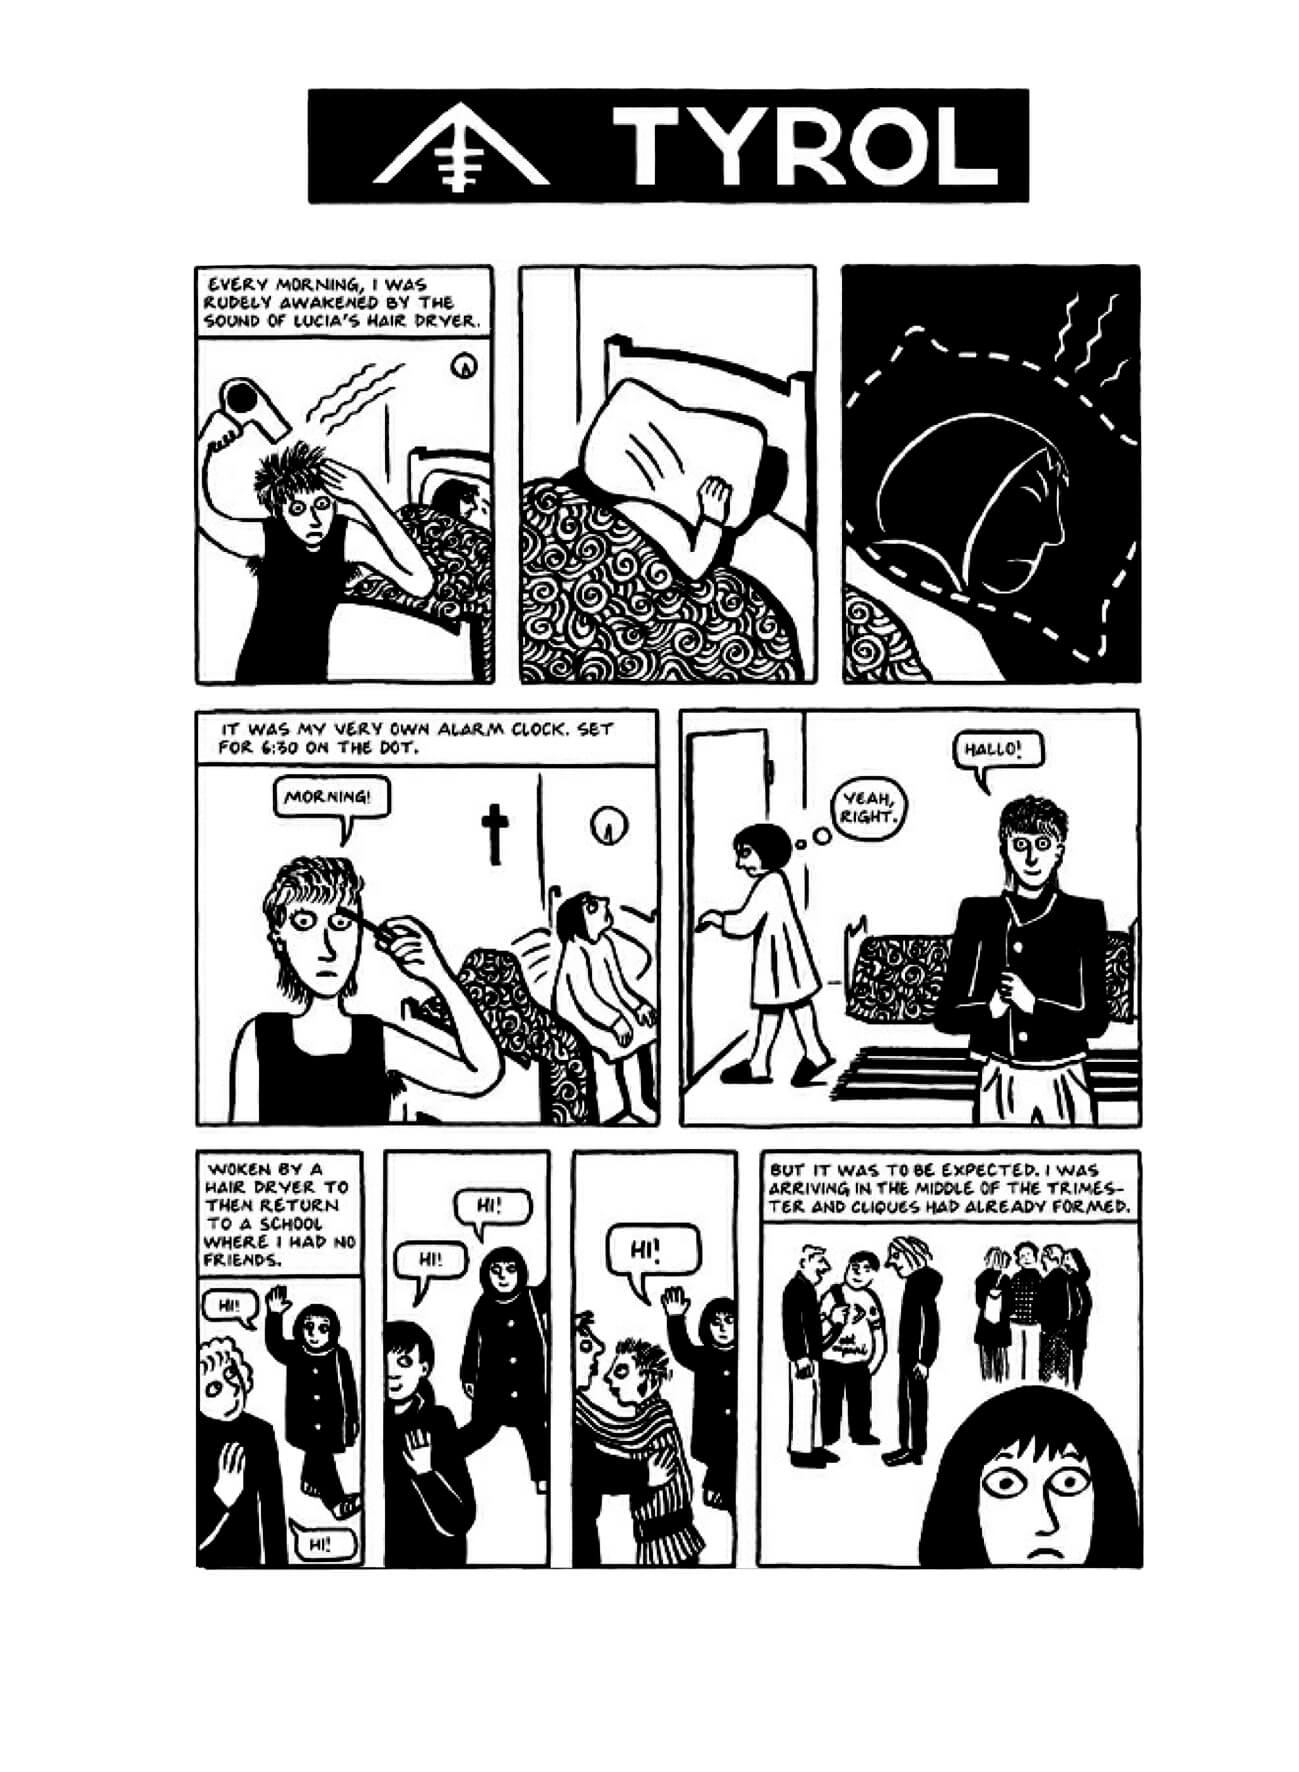 TYROL
EVERY MORNING, I WAS
RUDELY AWAKENED BY THE
SOUND OF LUCIA'S HAIR DRYER.
IT WAS MY VERY OWN ALARM CLOCK. SET
FOR 6:30 ON THE DOT.
MORNING!
HALLO!
YEAH,
RIGHT.
WOKEN BY A
HAIR DRYER TO
THEN RETURN
TO A SCHOOL
WHERE I HAD NO
FRIENDS.
HI!
HI!
HI!
HI!
HI!
BUT IT WAS TO BE EXPECTED. I WAS
ARRIVING IN THE MIDDLE OF THE TRIMES-
TER AND CLIQUES HAD ALREADY FORMED.